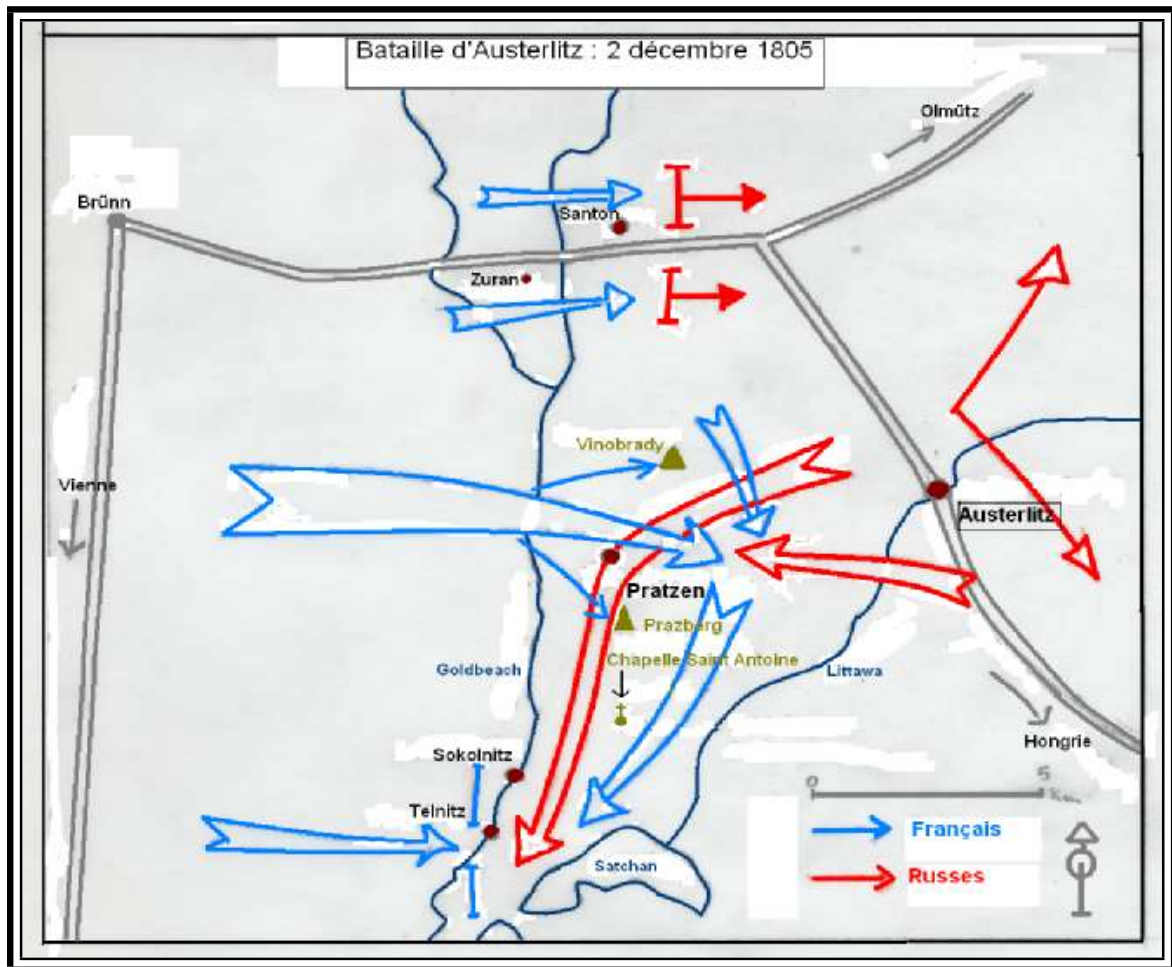 Bataille d'Austerlitz : 2 décembre 1805
Olmütz
Brünn
Santon
Zuran
Vinobrady
Vienne
Austerlitz
Pratzen
Prazberg
Chapelle Saint Antoine
Goldbeach
Littawa
Hongrie
Sokolnitz
Telnitz
0 5
Km.
Satchan
Français
Russes